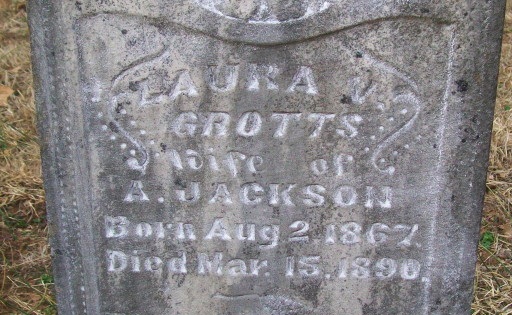 LAURA V.
GROTTS
Wife of
A. JACKSON
Born Aug 2, 1867.
Died Mar. 15, 1890.